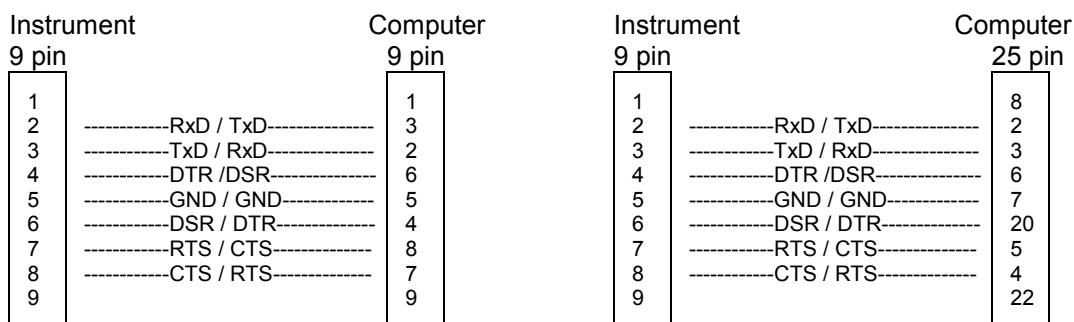 Instrument Computer
9 pin 9 pin
1 1
2 ------------RxD / TxD--------------- 3
3 ------------TxD / RxD--------------- 2
4 ------------DTR /DSR--------------- 6
5 ------------GND / GND------------- 5
6 ------------DSR / DTR-------------- 4
7 ------------RTS / CTS-------------- 8
8 ------------CTS / RTS-------------- 7
9 9
Instrument Computer
9 pin 25 pin
1 8
2 ------------RxD / TxD--------------- 2
3 ------------TxD / RxD--------------- 3
4 ------------DTR /DSR--------------- 6
5 ------------GND / GND------------- 7
6 ------------DSR / DTR-------------- 20
7 ------------RTS / CTS-------------- 5
8 ------------CTS / RTS-------------- 4
9 22